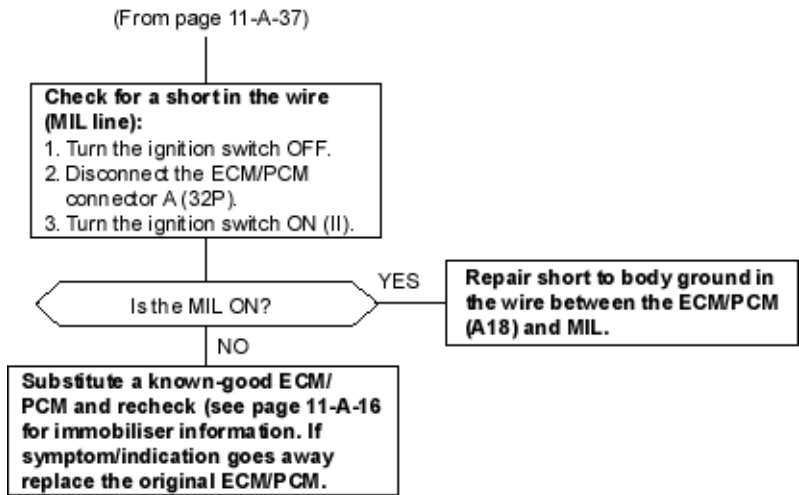 (From page 11-A-37)
Check for a short in the wire
(MIL line):
1. Turn the ignition switch OFF.
2. Disconnect the ECM/PCM
connector A (32P).
3. Turn the ignition switch ON (II).
Is the MIL ON?
YES
Repair short to body ground in
the wire between the ECM/PCM
(A18) and MIL.
NO
Substitute a known-good ECM/
PCM and recheck (see page 11-A-16
for immobiliser information. If
symptom/indication goes away
replace the original ECM/PCM.